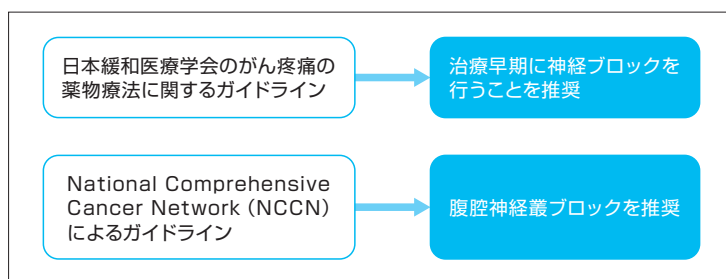 日本緩和医療学会のがん疼痛の
薬物療法に関するガイドライン
治療早期に神経ブロックを
行うことを推奨
National Comprehensive
Cancer Network（NCCN）
によるガイドライン
腹腔神経叢ブロックを推奨